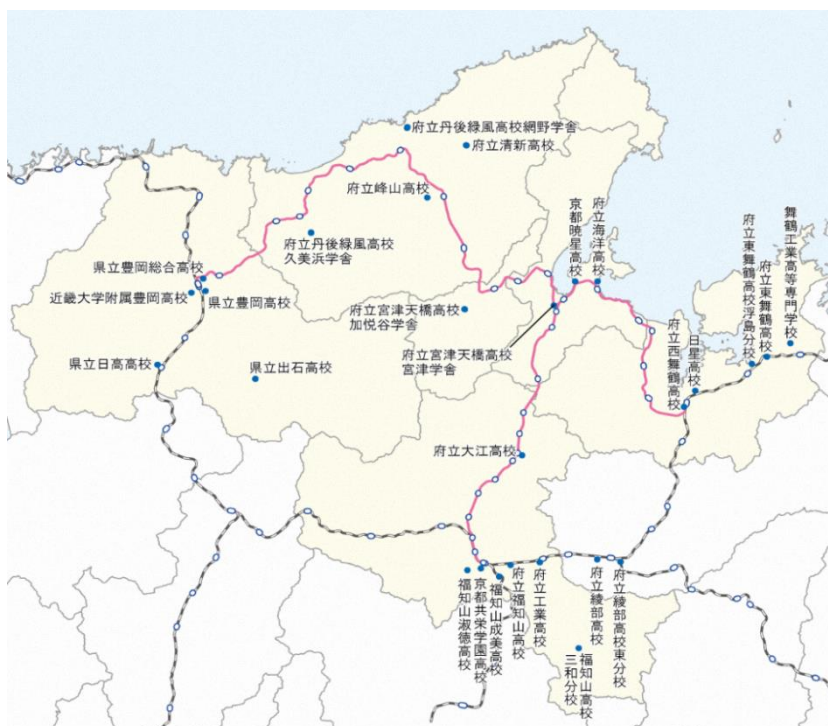 府立丹後緑風高校網野学舎
府立清新高校
府立峰山高校
府立丹後緑風高校
久美浜学舎
京都暁星高校
府立海洋高校
県立豊岡総合高校
近畿大学附属豊岡高校
県立豊岡高校
府立宮津天橋高校
加悦谷学舎
府立宮津天橋高校
宮津学舎
舞鶴工業高等専門学校
府立東舞鶴高校
府立東舞鶴高校浮島分校
日星高校
府立西舞鶴高校
県立日高高校
県立出石高校
府立大江高校
福知山淑徳高校
京都共栄学園高校
福知山成美高校
府立福知山高校
府立工業高校
府立綾部高校
府立綾部高校東分校
福知山高校
三和分校